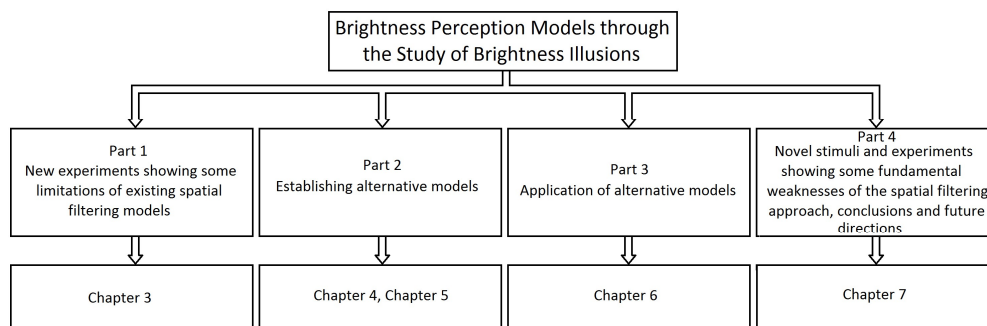 Brightness Perception Models through
the Study of Brightness Illusions
Part 1
New experiments showing some
limitations of existing spatial
filtering models
Part 2
Establishing alternative models
Part 3
Application of alternative models
Part 4
Novel stimuli and experiments
showing some fundamental
weaknesses of the spatial filtering
approach, conclusions and future
directions
Chapter 3
Chapter 4, Chapter 5
Chapter 6
Chapter 7